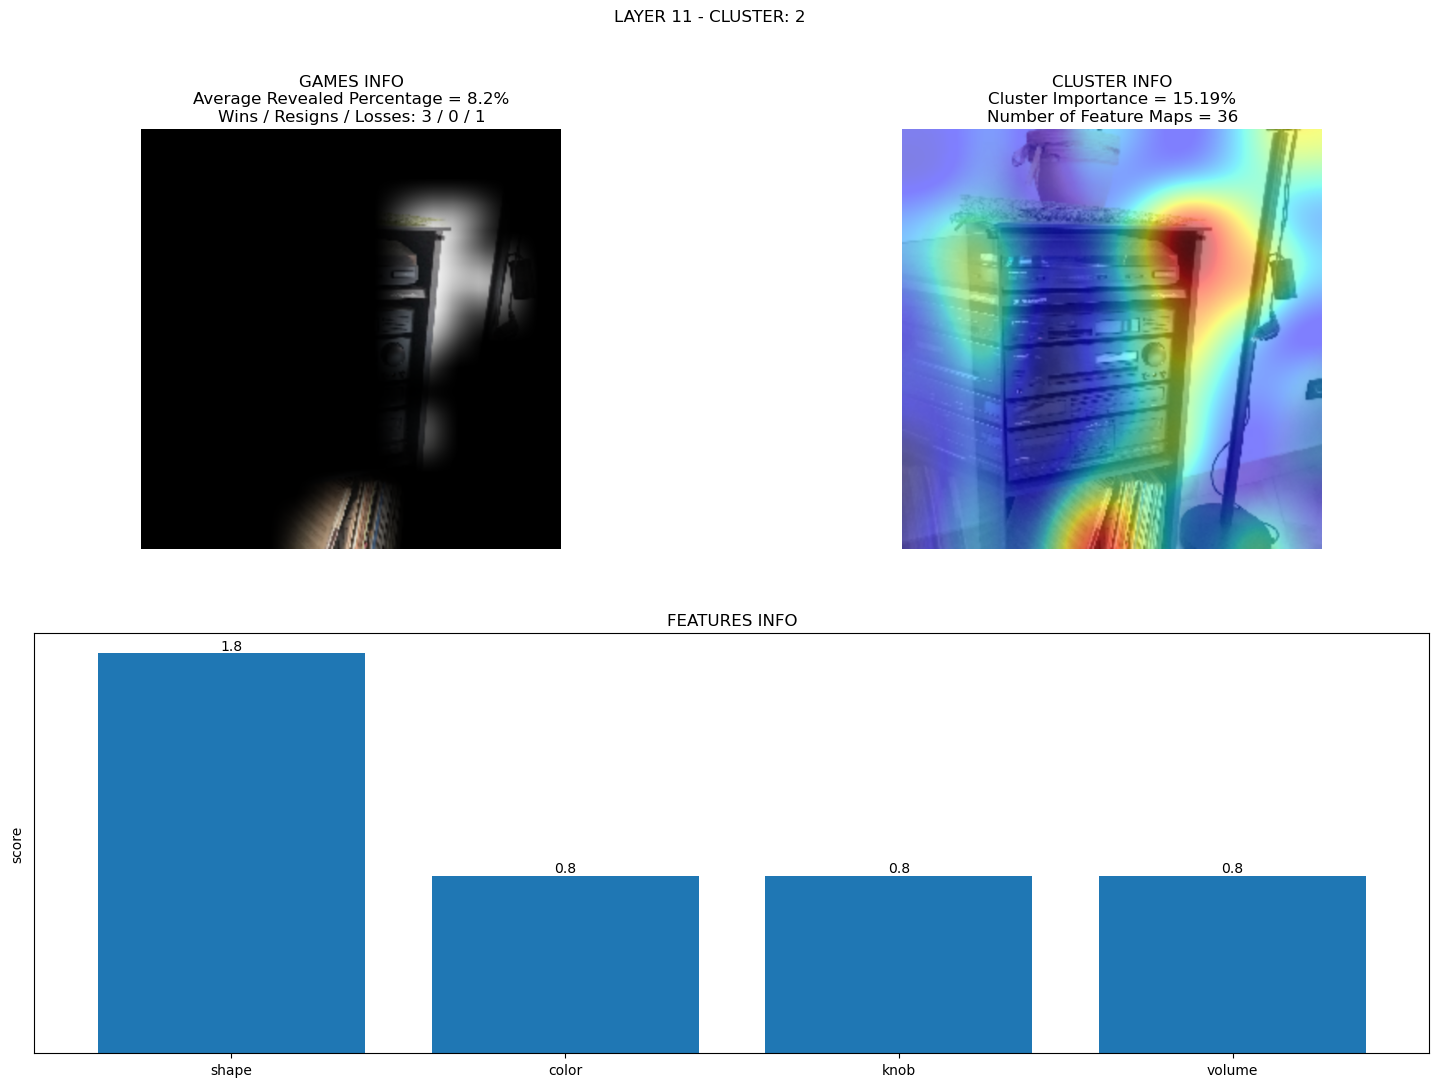 LAYER 11 - CLUSTER: 2
GAMES INFO
Average Revealed Percentage = 8.2%
Wins / Resigns / Losses: 3 / 0 / 1
CLUSTER INFO
Cluster Importance = 15.19%
Number of Feature Maps = 36
FEATURES INFO
score
1.8
0.8
0.8
0.8
shape
color
knob
volume